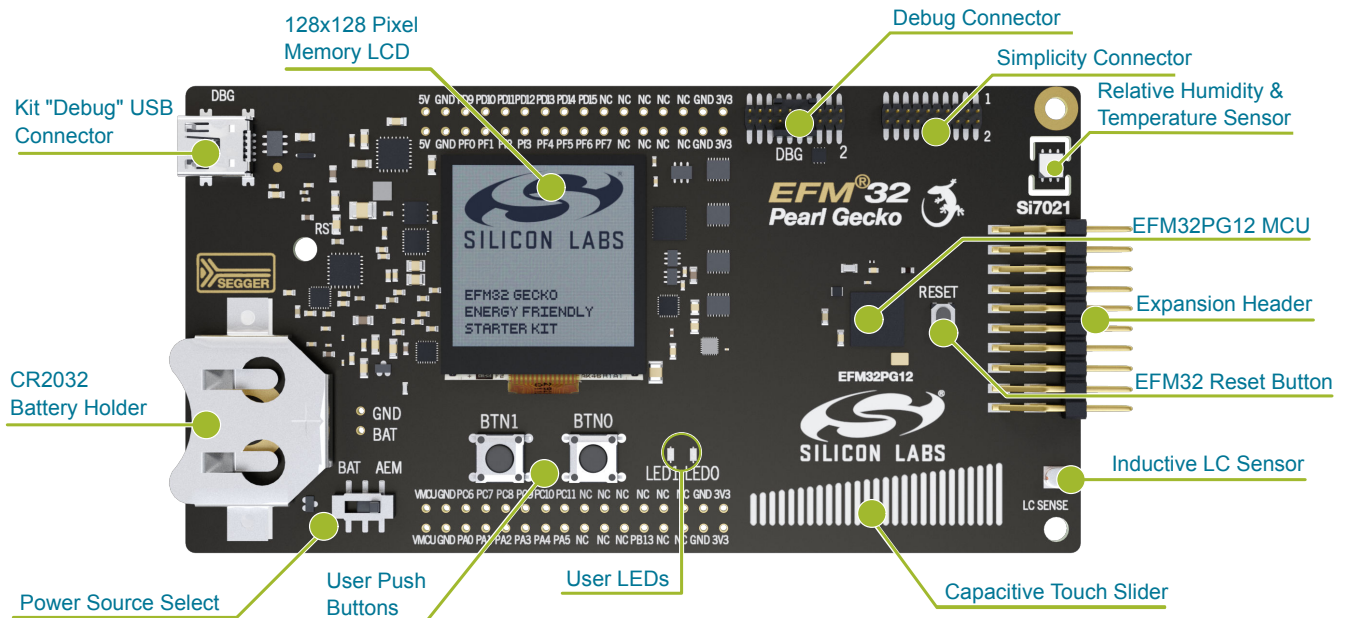 128x128 Pixel
Memory LCD
Debug Connector
Simplicity Connector
Relative Humidity &
Temperature Sensor
Kit "Debug" USB
Connector
DBG
5V GND PD9 PD10 PD11 PD12 PD13 PD14 PD15 NC NC NC NC GND 3V3
5V GND PF0 PF1 PF2 PF3 PF4 PF5 PF6 PF7 NC NC NC GND 3V3
1
2
DBG
2
EFM®32
Pearl Gecko
Si7021
RST
SEGGER
SILICON LABS
EFM32 GECKO
ENERGY FRIENDLY
STARTER KIT
EFM32PG12 MCU
RESET
Expansion Header
EFM32PG12
EFM32 Reset Button
CR2032
Battery Holder
GND
BAT
BTN1
BTN0
SILICON LABS
®
BAT AEM
LED1 LED0
Inductive LC Sensor
LC SENSE
VMCU GND PC6 PC7 PC8 PC9 PC10 PC11 NC NC NC NC NC NC GND 3V3
VMCU GND PA0 PA1 PA2 PA3 PA4 PA5 NC NC NC PB13 NC NC GND 3V3
Power Source Select
User Push
Buttons
User LEDs
Capacitive Touch Slider